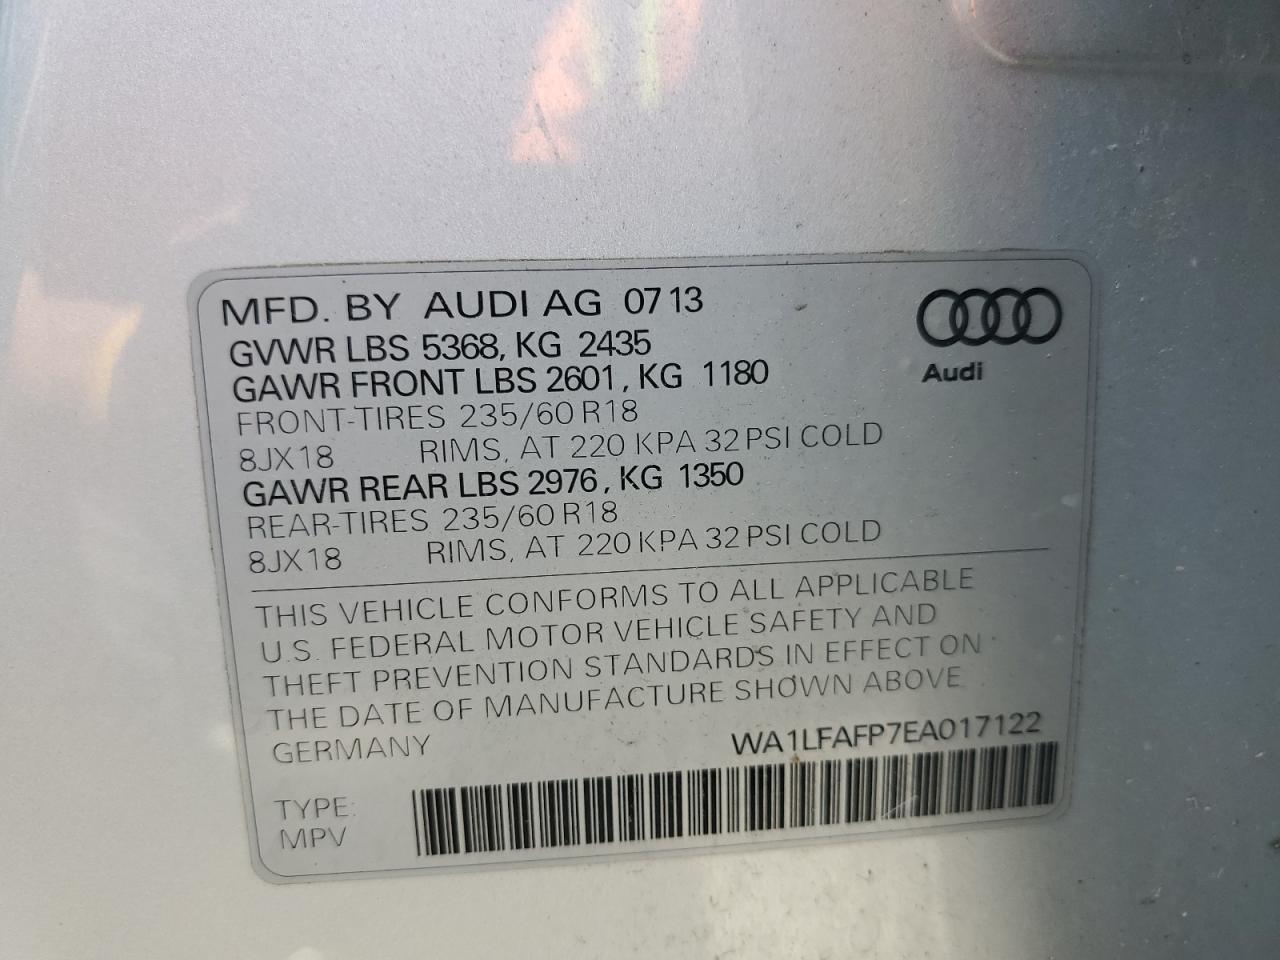 MFD. BY AUDI AG 0713
GVWR LBS 5368, KG 2435
GAWR FRONT LBS 2601, KG 1180
FRONT-TIRES 235/60 R18
8JX18 RIMS, AT 220 KPA 32 PSI COLD
GAWR REAR LBS 2976, KG 1350
REAR-TIRES 235/60 R18
8JX18 RIMS, AT 220 KPA 32 PSI COLD
Audi
THIS VEHICLE CONFORMS TO ALL APPLICABLE
U.S. FEDERAL MOTOR VEHICLE SAFETY AND
THEFT PREVENTION STANDARDS IN EFFECT ON
THE DATE OF MANUFACTURE SHOWN ABOVE
GERMANY WA1LFAFP7EA017122
TYPE:
MPV